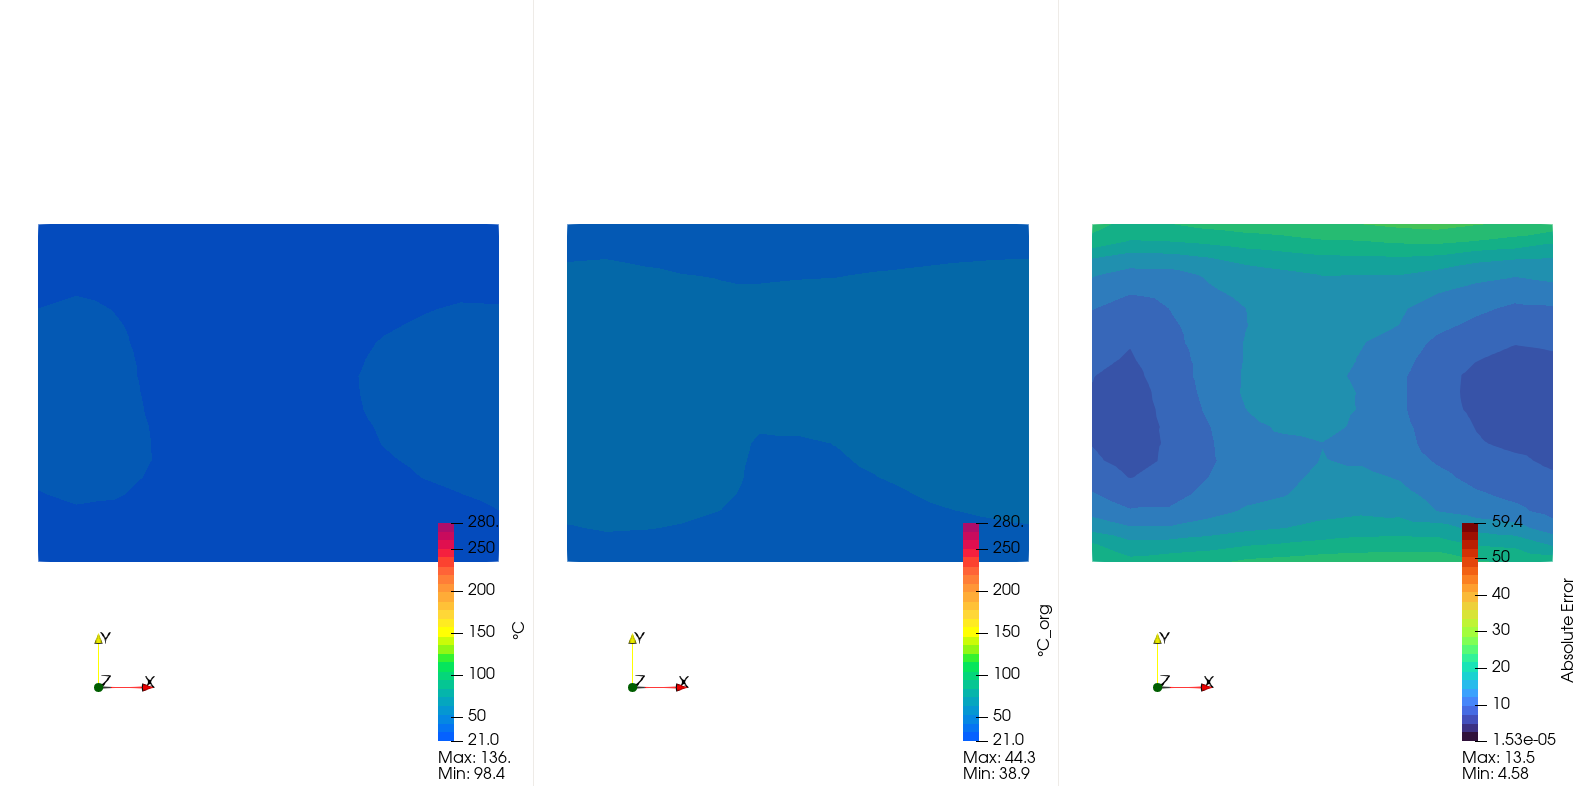 280.
250
200
150
100
50
21.0
°C
Max: 136.
Min: 98.4
Y
Z
X
280.
250
200
150
100
50
21.0
°C_org
Max: 44.3
Min: 38.9
Y
Z
X
59.4
50
40
30
20
10
1.53e-05
Absolute Error
Max: 13.5
Min: 4.58
Y
Z
X